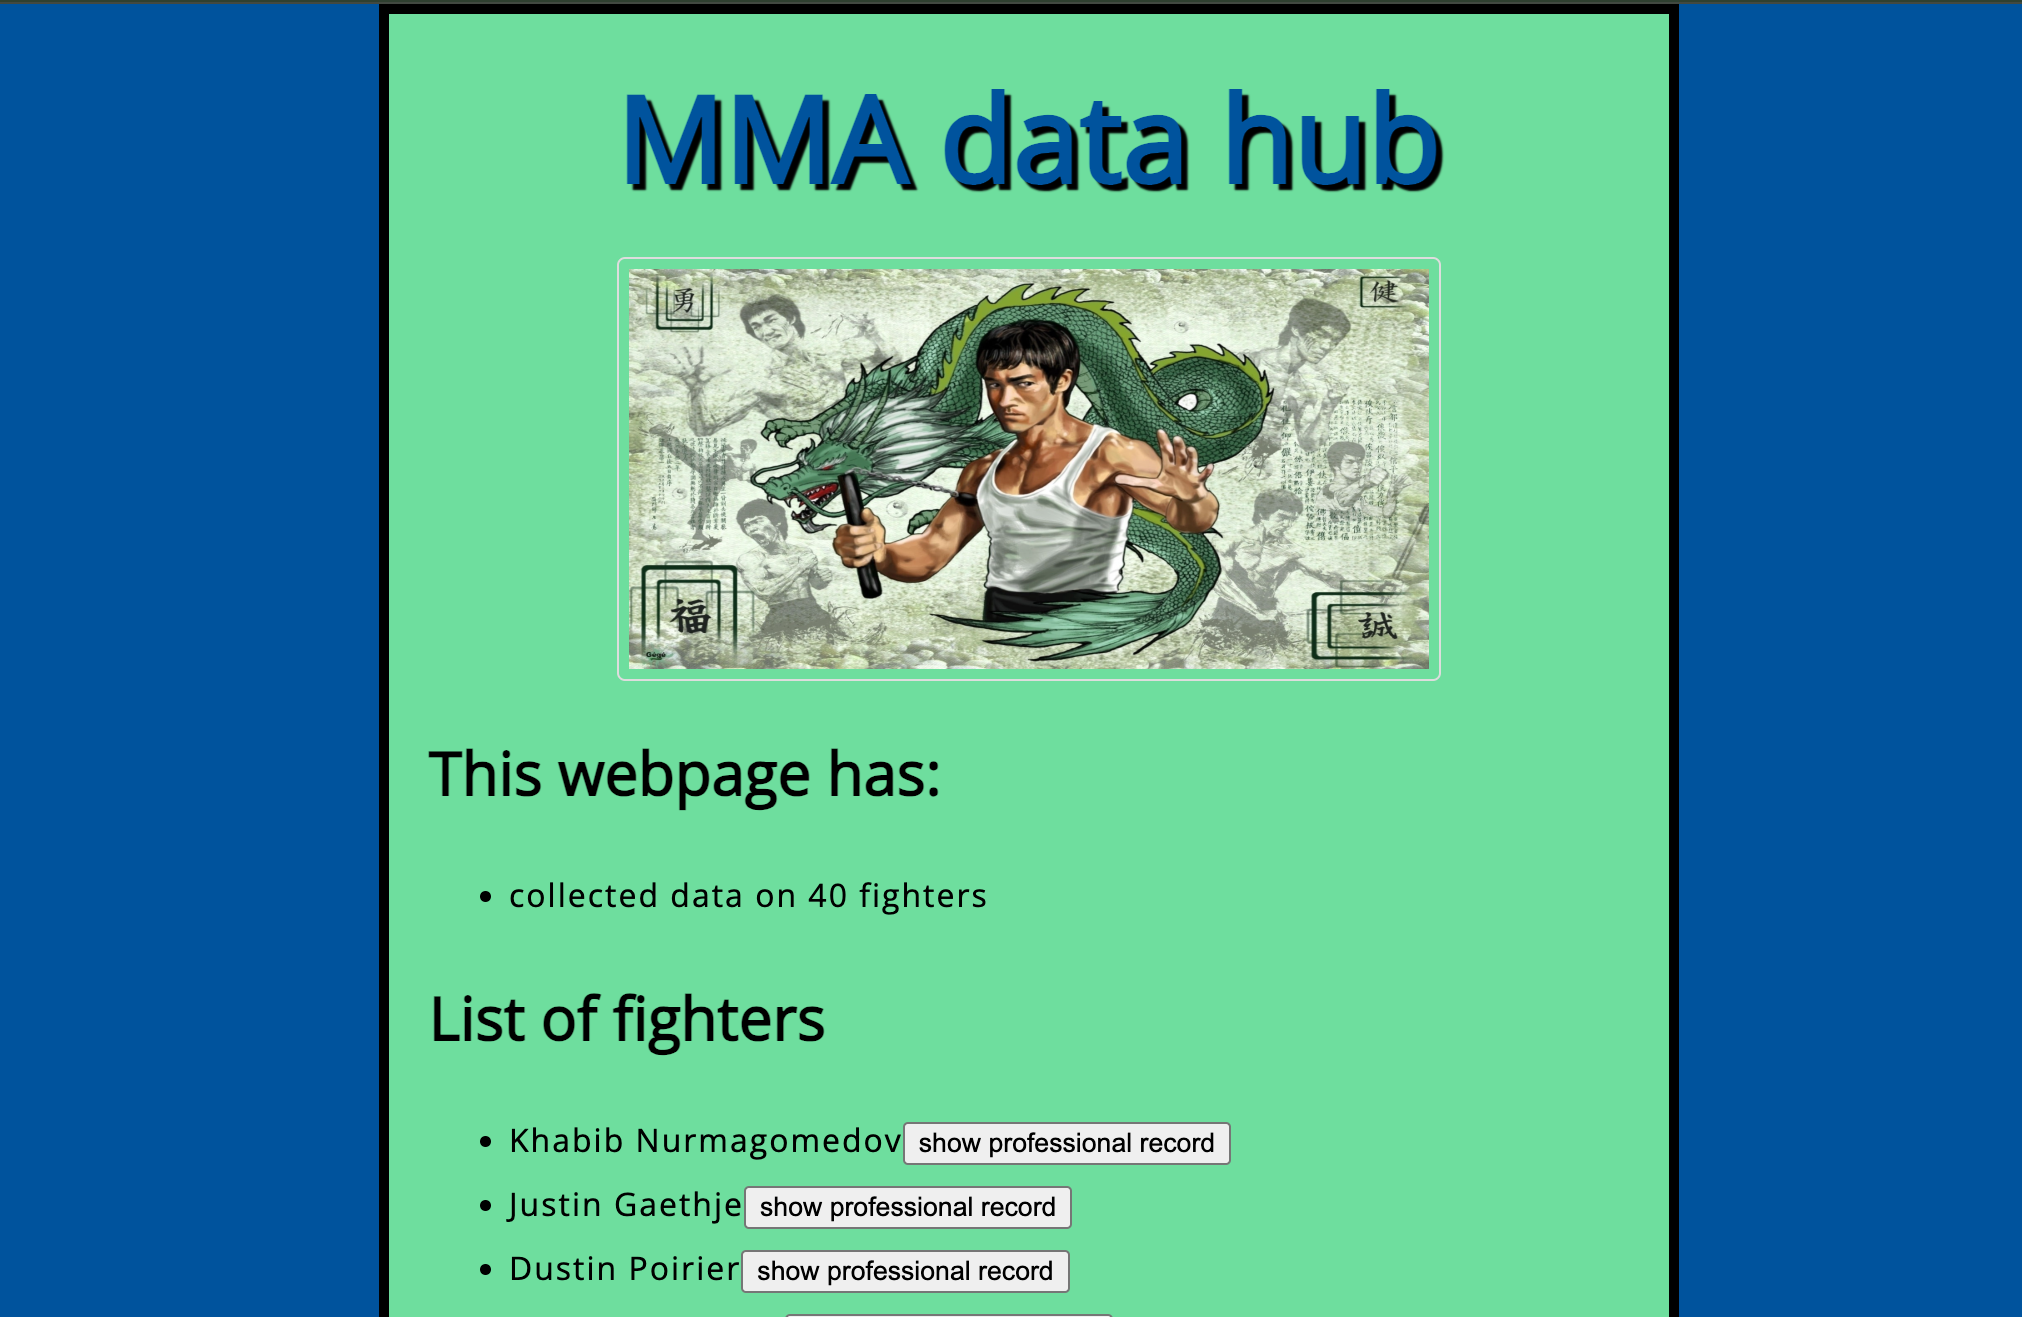 MMA data hub
勇
健
福
誠
Gégé
This webpage has:
collected data on 40 fighters
List of fighters
Khabib Nurmagomedov show professional record
Justin Gaethje show professional record
Dustin Poirier show professional record